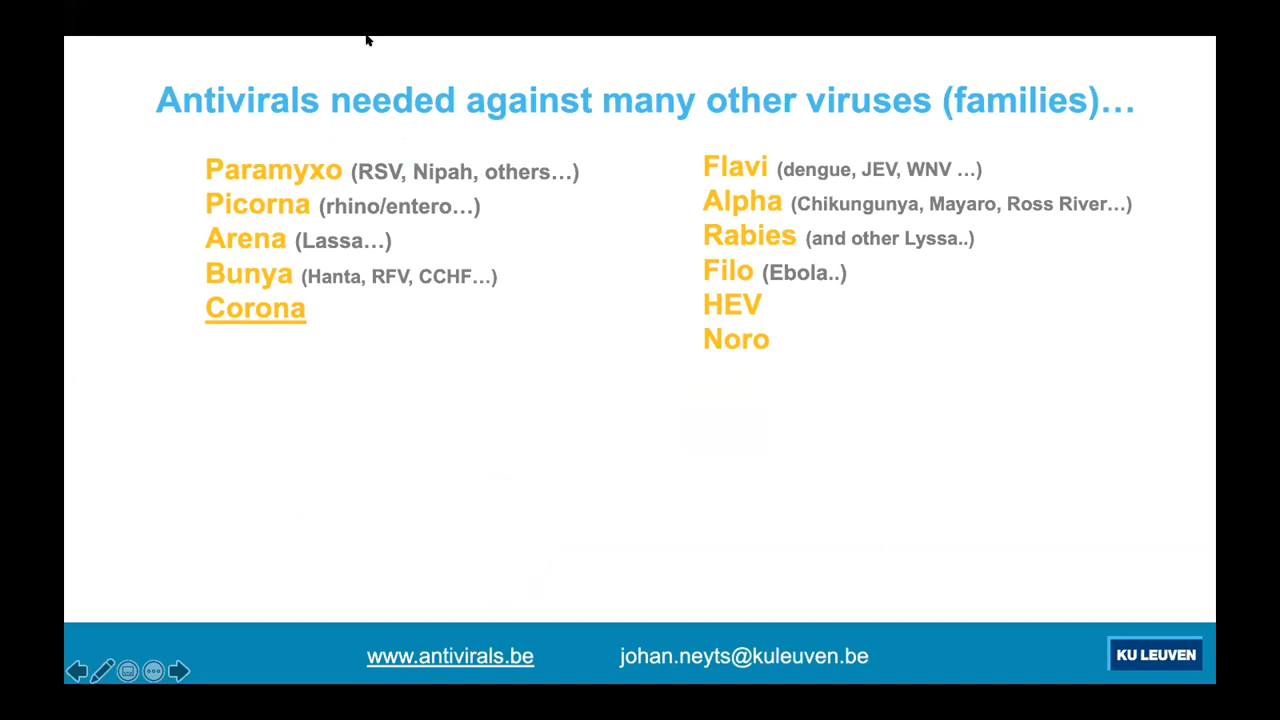 Antivirals needed against many other viruses (families)…
Paramyxo (RSV, Nipah, others…)
Picorna (rhino/entero…)
Arena (Lassa…)
Bunya (Hanta, RFV, CCHF…)
Corona
Flavi (dengue, JEV, WNV …)
Alpha (Chikungunya, Mayaro, Ross River…)
Rabies (and other Lyssa..)
Filo (Ebola..)
HEV
Noro
www.antivirals.be
johan.neyts@kuleuven.be
KU LEUVEN